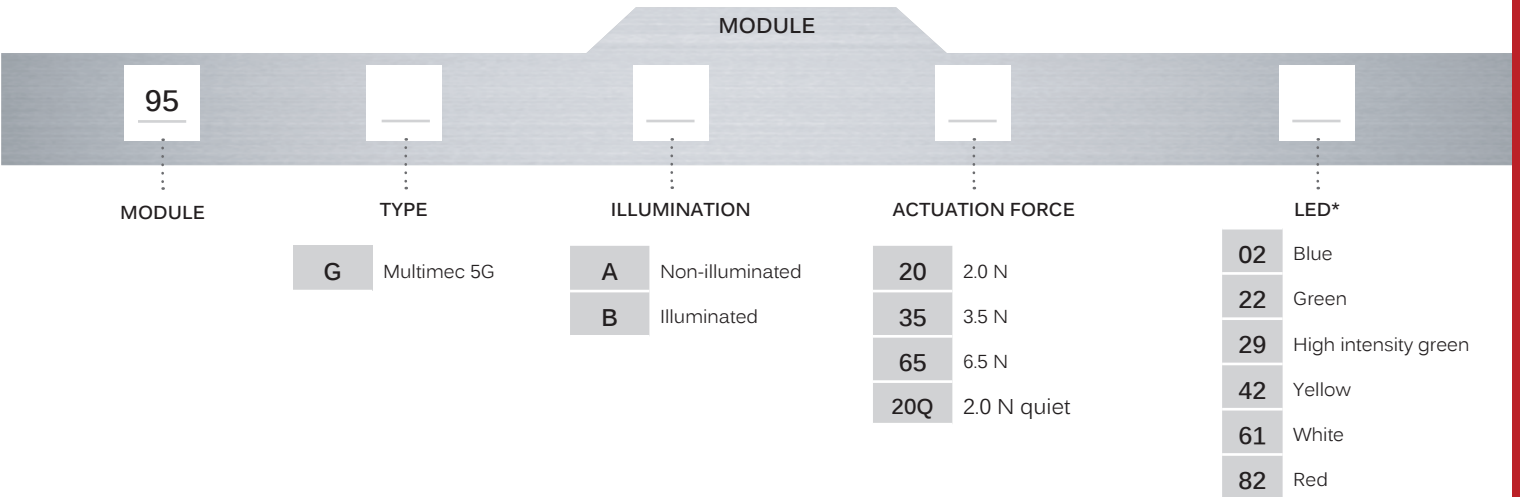 MODULE
95
MODULE
TYPE
ILLUMINATION
ACTUATION FORCE
LED*
G Multimec 5G
A Non-illuminated
B Illuminated
20 2.0 N
35 3.5 N
65 6.5 N
20Q 2.0 N quiet
02 Blue
22 Green
29 High intensity green
42 Yellow
61 White
82 Red